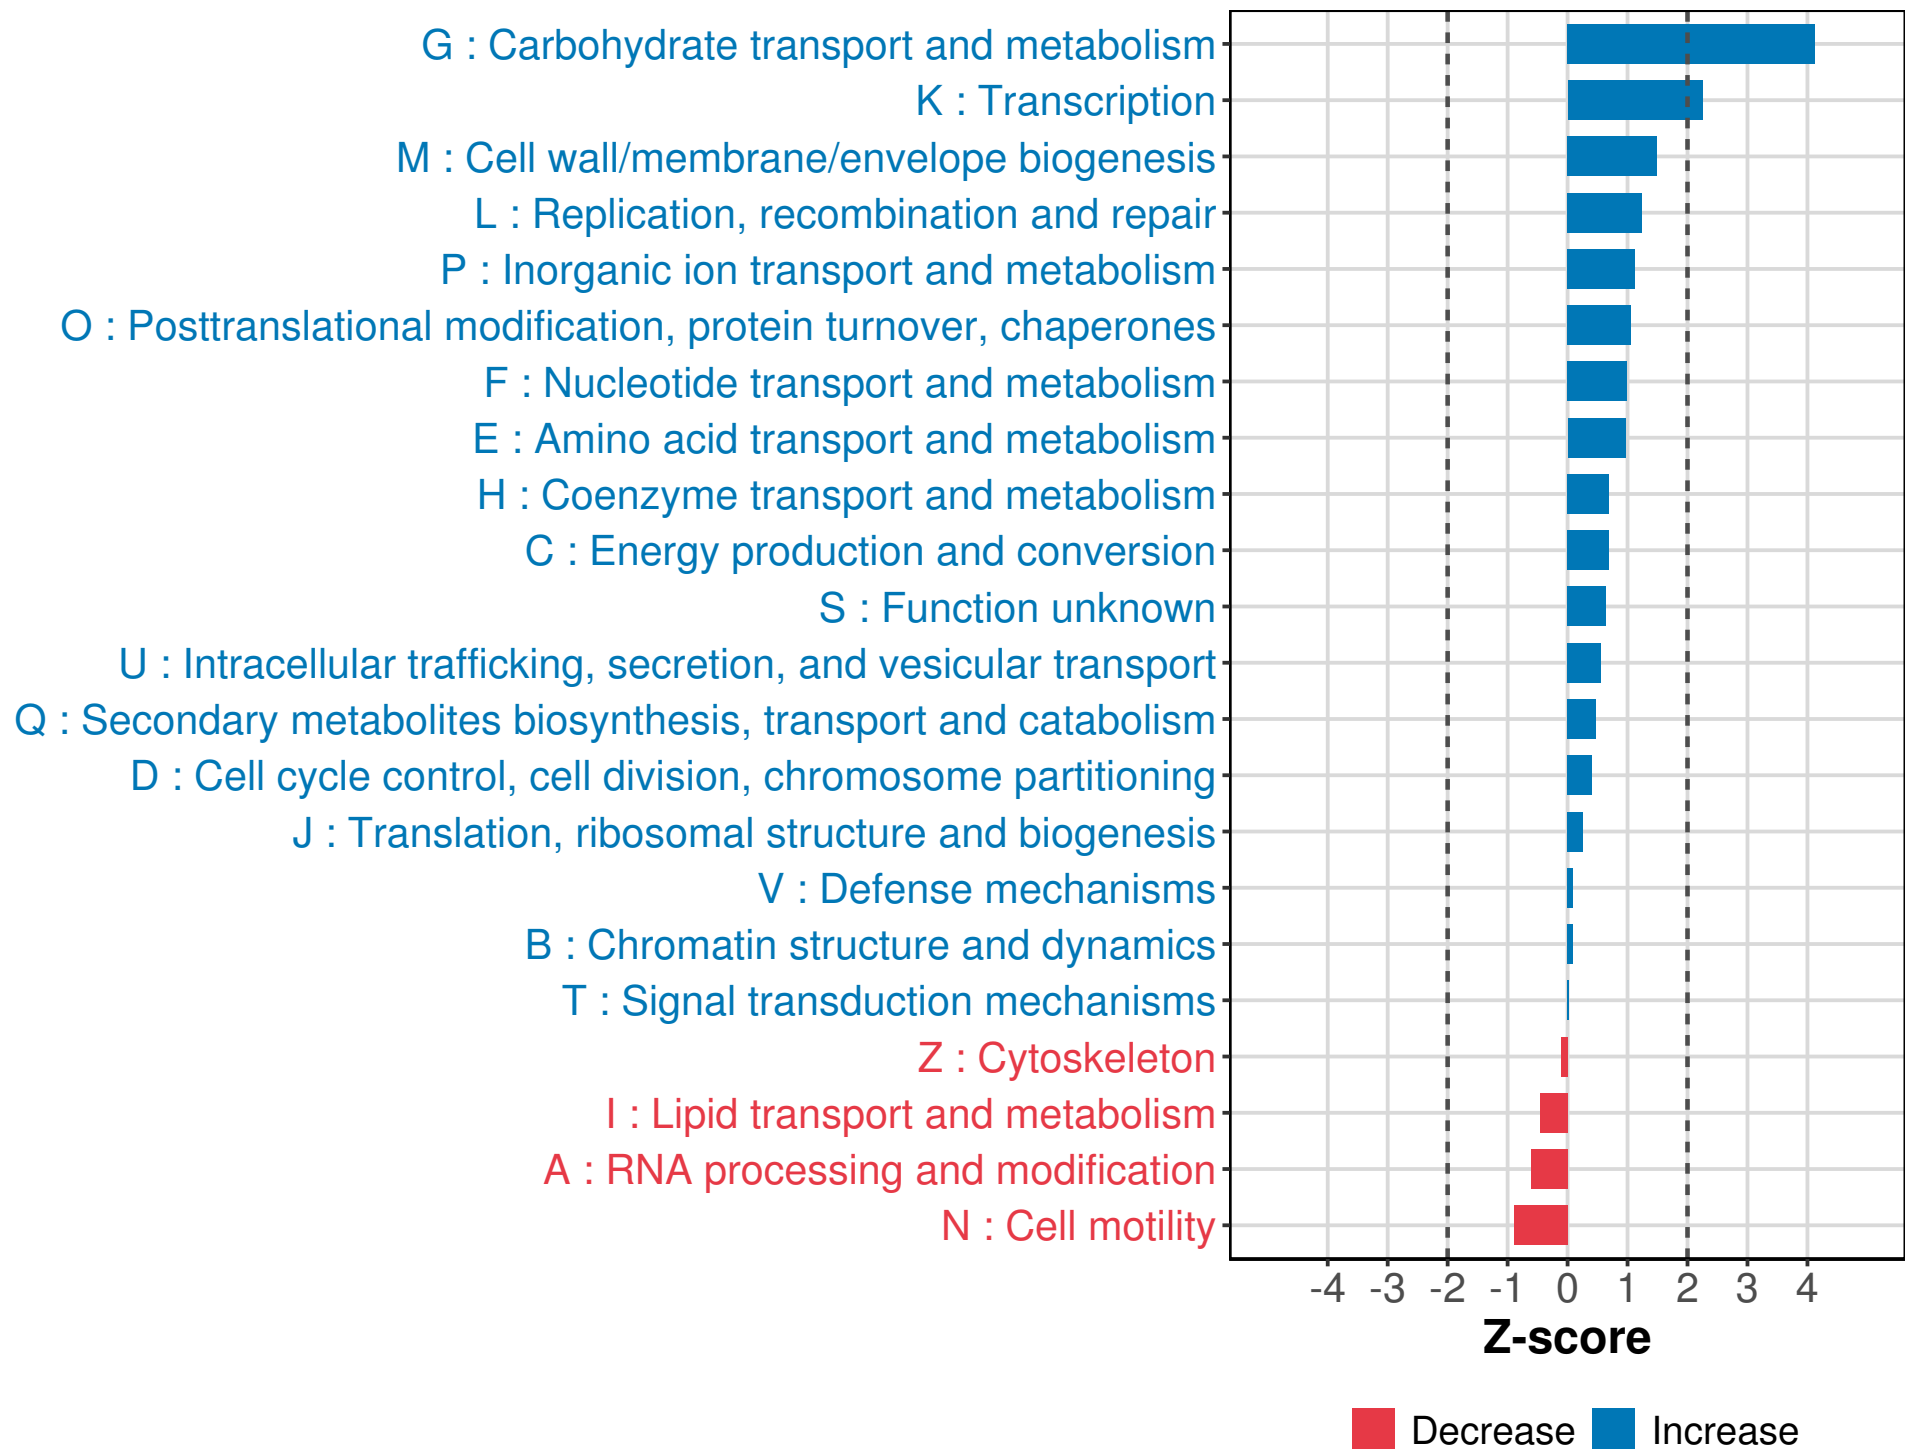 G : Carbohydrate transport and metabolism
K : Transcription
M : Cell wall/membrane/envelope biogenesis
L : Replication, recombination and repair
P : Inorganic ion transport and metabolism
O : Posttranslational modification, protein turnover, chaperones
F : Nucleotide transport and metabolism
E : Amino acid transport and metabolism
H : Coenzyme transport and metabolism
C : Energy production and conversion
S : Function unknown
U : Intracellular trafficking, secretion, and vesicular transport
Q : Secondary metabolites biosynthesis, transport and catabolism
D : Cell cycle control, cell division, chromosome partitioning
J : Translation, ribosomal structure and biogenesis
V : Defense mechanisms
B : Chromatin structure and dynamics
T : Signal transduction mechanisms
Z : Cytoskeleton
I : Lipid transport and metabolism
A : RNA processing and modification
N : Cell motility
-4 -3 -2 -1 0 1 2 3 4
Z-score
Decrease Increase